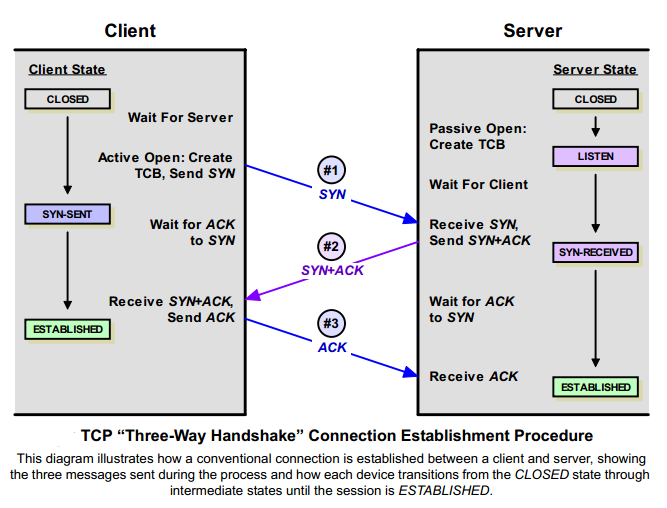 Client
Server
Client State
CLOSED
Wait For Server
Active Open: Create
TCB, Send SYN
SYN-SENT
Wait for ACK
to SYN
Receive SYN+ACK,
Send ACK
ESTABLISHED
#1
SYN
#2
SYN+ACK
#3
ACK
Server State
CLOSED
Passive Open:
Create TCB
LISTEN
Wait For Client
Receive SYN,
Send SYN+ACK
SYN-RECEIVED
Wait for ACK
to SYN
Receive ACK
ESTABLISHED
TCP “Three-Way Handshake” Connection Establishment Procedure
This diagram illustrates how a conventional connection is established between a client and server, showing
the three messages sent during the process and how each device transitions from the CLOSED state through
intermediate states until the session is ESTABLISHED.